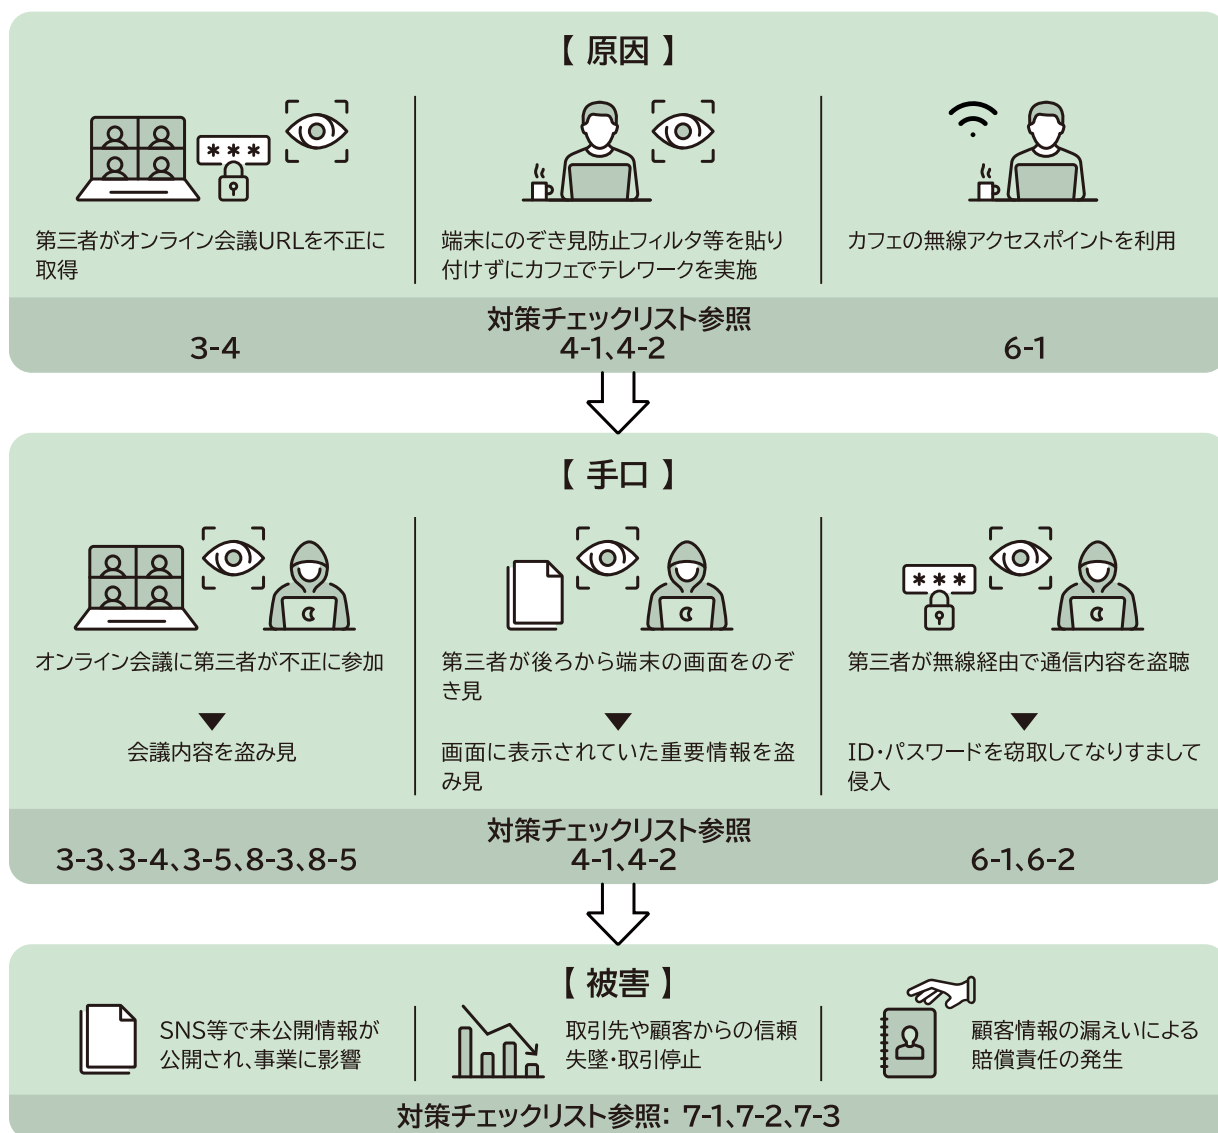 【 原因 】
* * *
第三者がオンライン会議URLを不正に
取得
端末にのぞき見防止フィルタ等を貼り
付けずにカフェでテレワークを実施
カフェの無線アクセスポイントを利用
対策チェックリスト参照
3-4
4-1、4-2
6-1
【 手口 】
オンライン会議に第三者が不正に参加
会議内容を盗み見
第三者が後ろから端末の画面をのぞ
き見
画面に表示されていた重要情報を盗
み見
* * *
第三者が無線経由で通信内容を盗聴
ID・パスワードを窃取してなりすまして
侵入
対策チェックリスト参照
3-3、3-4、3-5、8-3、8-5
4-1、4-2
6-1、6-2
【 被害 】
SNS等で未公開情報が
公開され、事業に影響
取引先や顧客からの信頼
失墜・取引停止
顧客情報の漏えいによる
賠償責任の発生
対策チェックリスト参照: 7-1、7-2、7-3